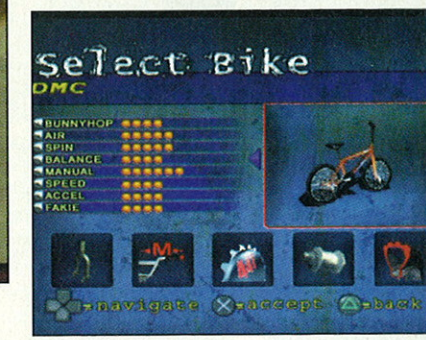 Select Bike
DMC
BUNNYHOP
AIR
SPIN
BALANCE
MANUAL
SPEED
ACCEL
FAKIE
M
=navigate =accept =back